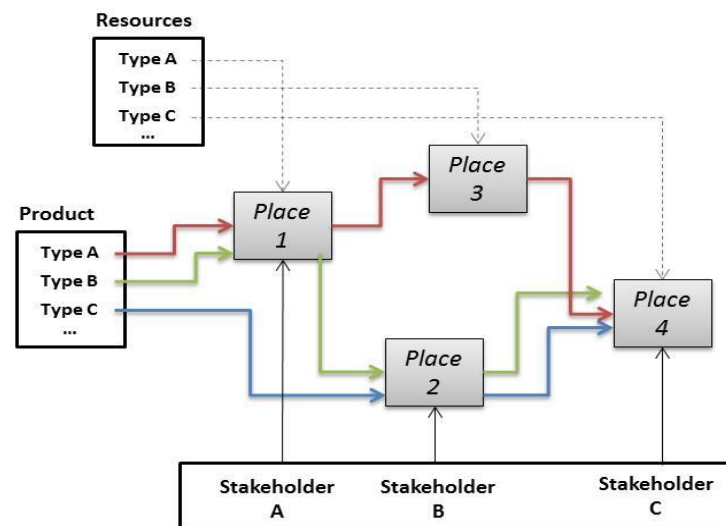 Resources
Type A
Type B
Type C
...
Place
3
Place
1
Product
Type A
Type B
Type C
...
Place
4
Place
2
Stakeholder
A
Stakeholder
B
Stakeholder
C